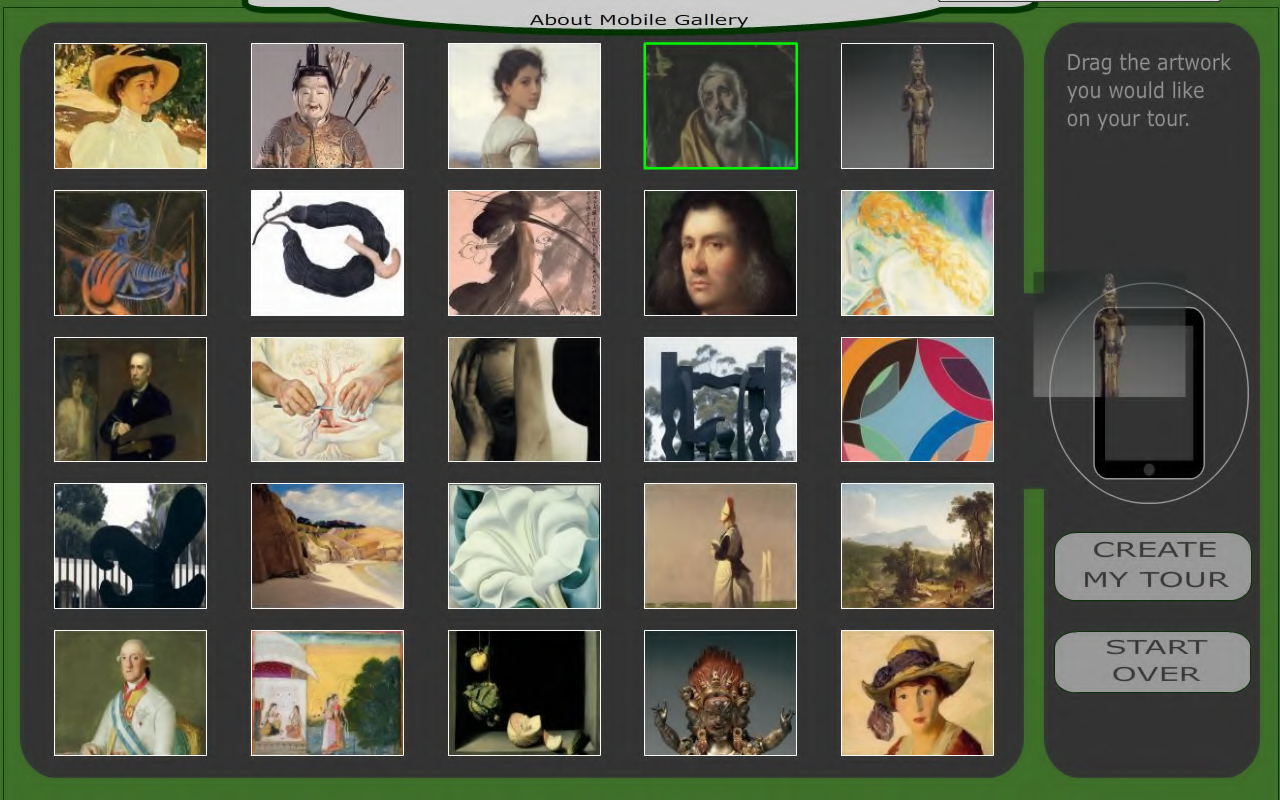 About Mobile Gallery
Drag the artwork
you would like
on your tour.
CREATE
MY TOUR
START
OVER